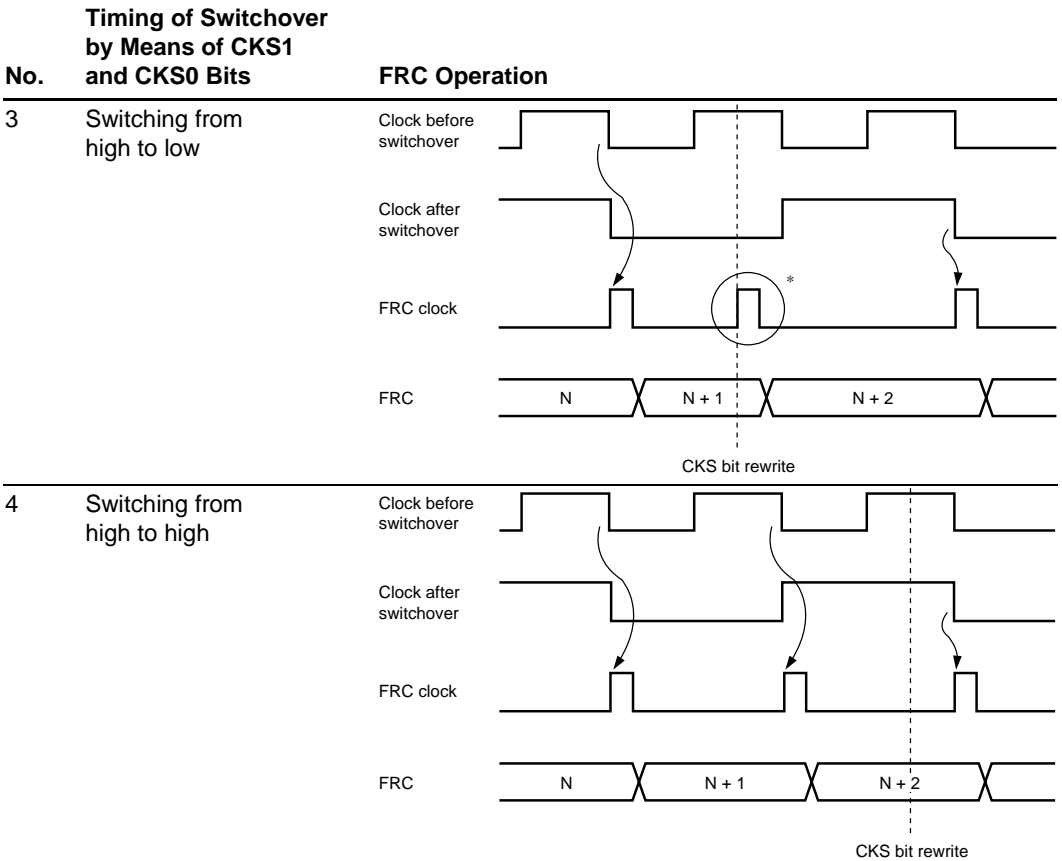 No.
Timing of Switchover
by Means of CKS1
and CKS0 Bits
FRC Operation
3
Switching from
high to low
Clock before
switchover
Clock after
switchover
FRC clock
*
FRC
N
N + 1
N + 2
CKS bit rewrite
4
Switching from
high to high
Clock before
switchover
Clock after
switchover
FRC clock
FRC
N
N + 1
N + 2
CKS bit rewrite